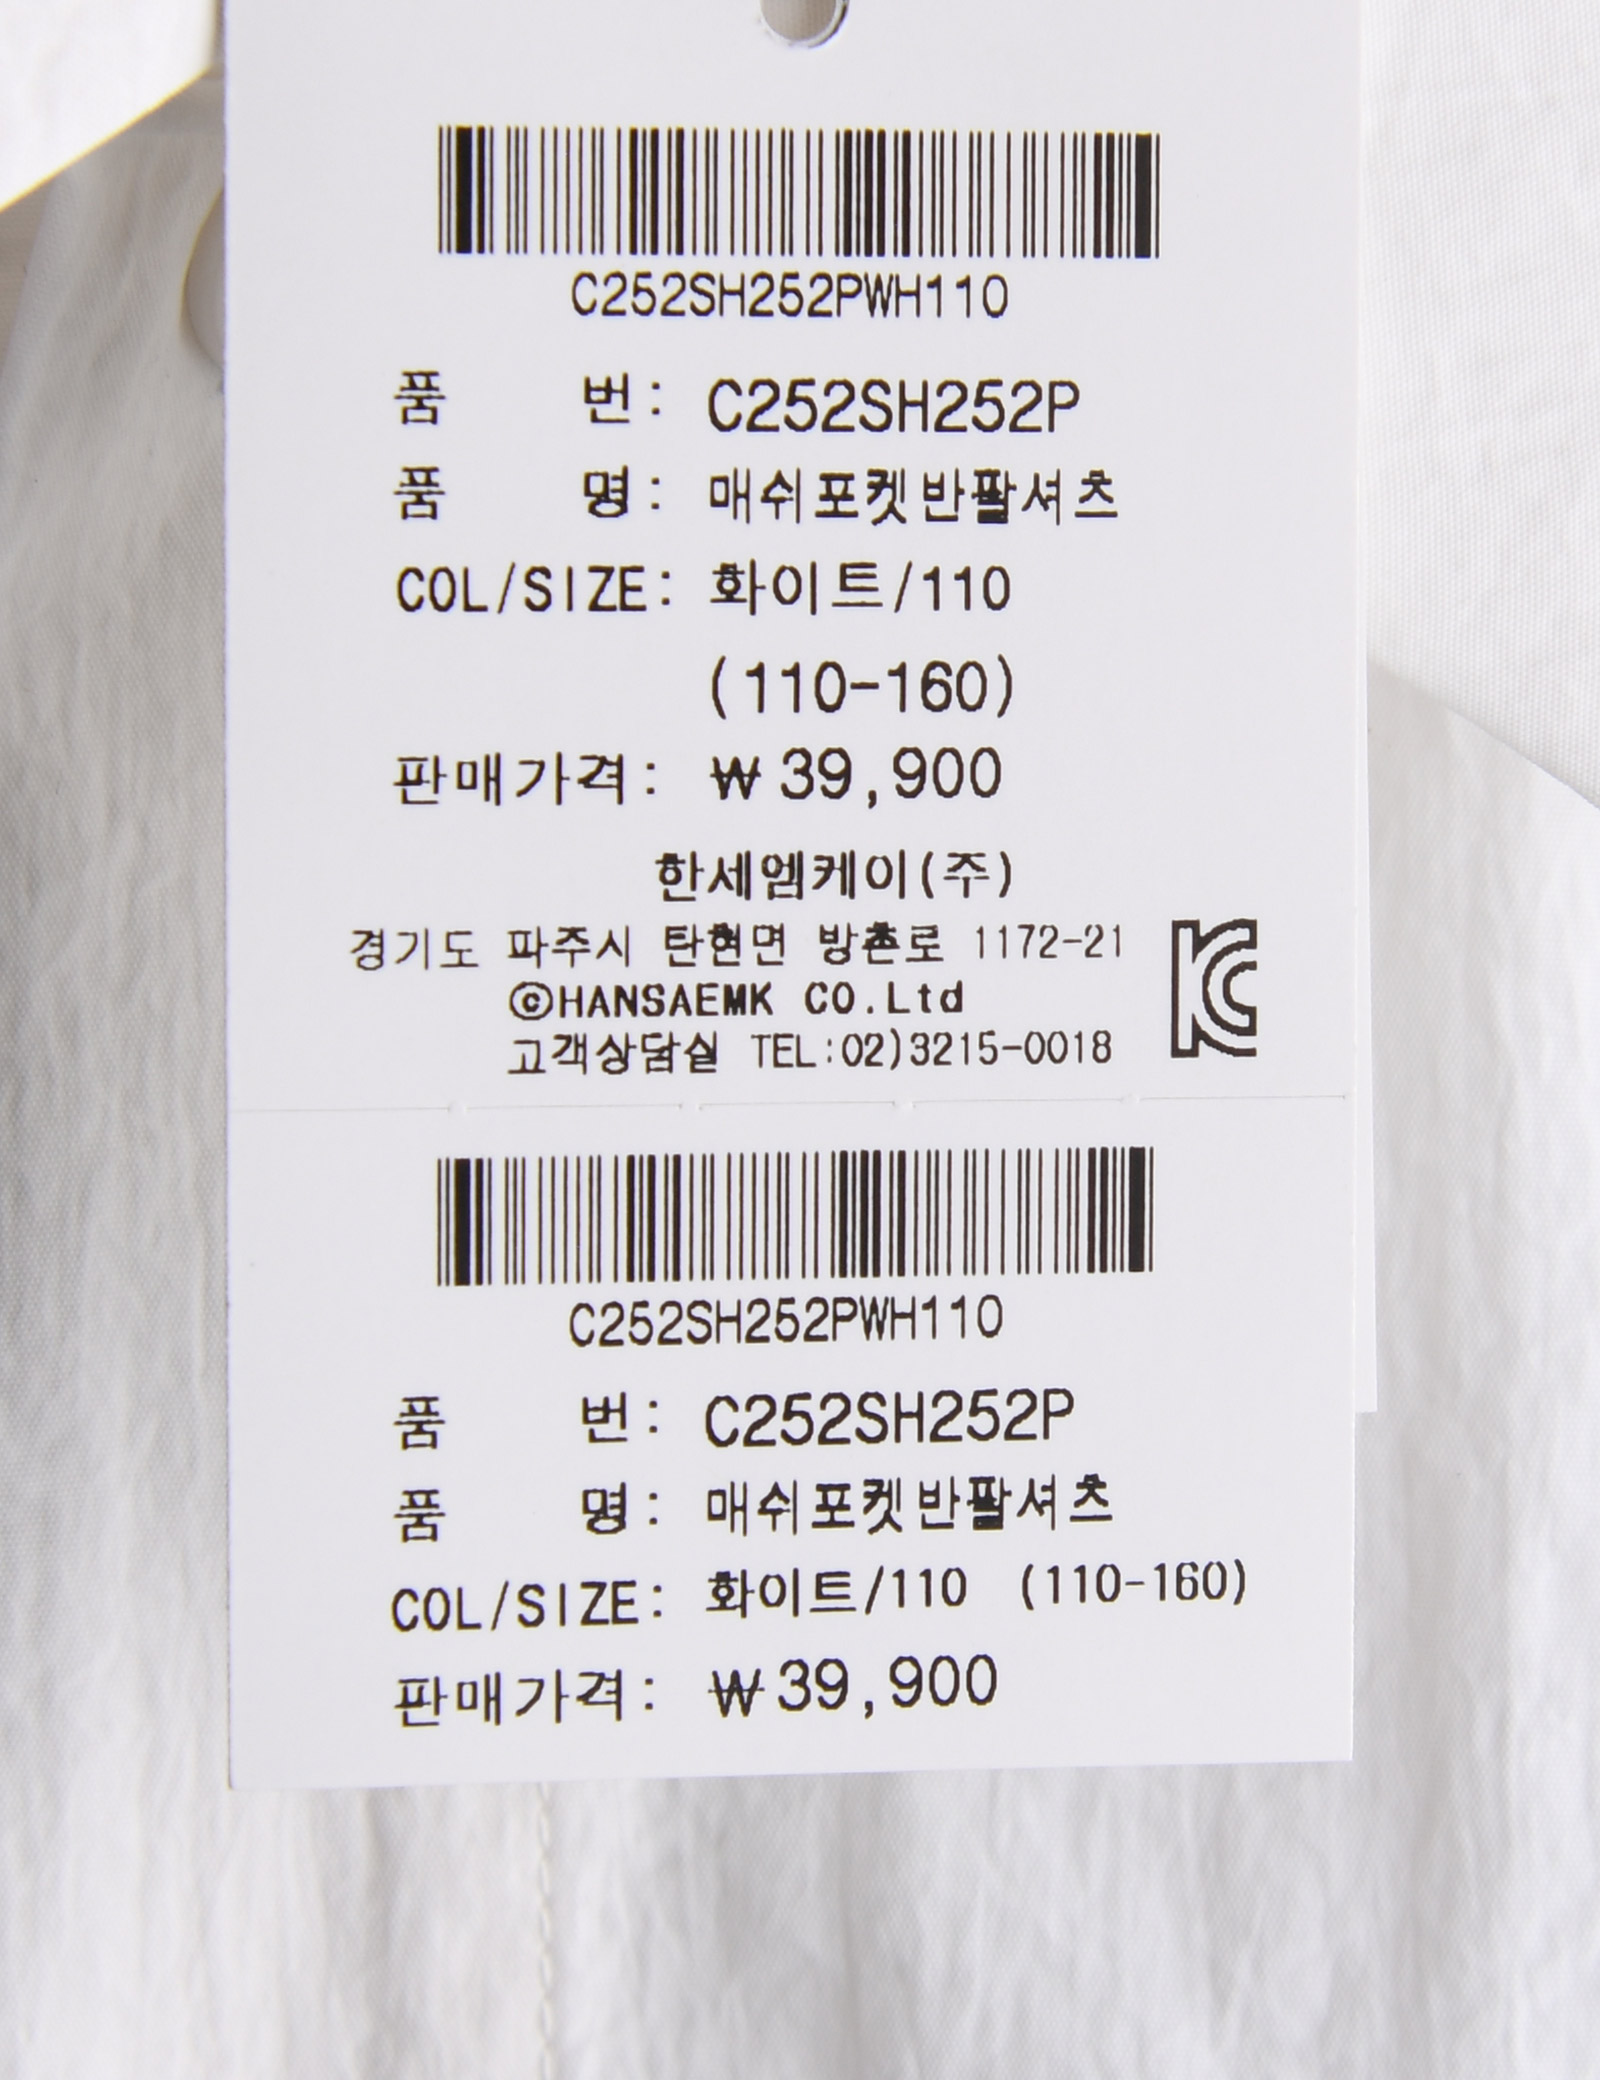 C252SH252PWH110
품 번: C252SH252P
품 명: 매쉬포켓반팔셔츠
COL/SIZE: 화이트/110
(110-160)
판매가격: ₩39,900
한세엠케이(주)
경기도 파주시 탄현면 방촌로 1172-21
ⓒHANSAEMK CO.Ltd
고객상담실 TEL:02)3215-0018
KC
C252SH252PWH110
품 번: C252SH252P
품 명: 매쉬포켓반팔셔츠
COL/SIZE: 화이트/110 (110-160)
판매가격: ₩39,900